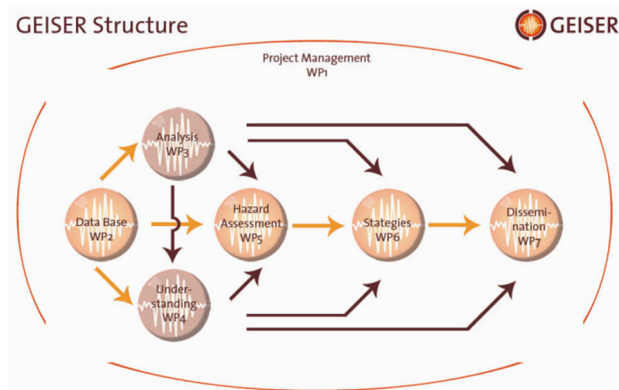 GEISER Structure
GEISER
Project Management
WP1
Analysis
WP3
Data Base
WP2
Hazard
Assessment
WP5
Stategies
WP6
Dissemi-
nation
WP7
Under-
standing
WP4